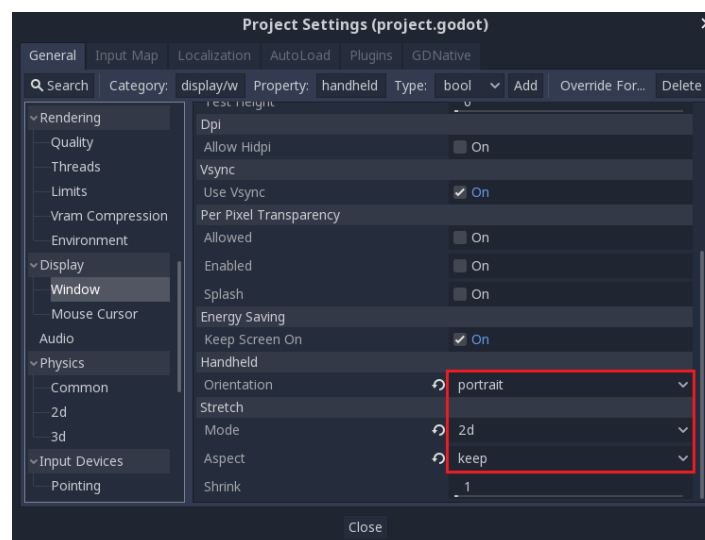 Project Settings (project.godot)
General Input Map Localization AutoLoad Plugins GDNative
Search Category: display/w Property: handheld Type: bool Add Override For... Delete
Rendering
Quality
Threads
Limits
Vram Compression
Environment
Display
Window
Mouse Cursor
Audio
Physics
Common
2d
3d
Input Devices
Pointing
Test Height 0
Dpi
Allow Hidpi On
Vsync
Use Vsync On
Per Pixel Transparency
Allowed On
Enabled On
Splash On
Energy Saving
Keep Screen On On
Handheld
Orientation portrait
Stretch
Mode 2d
Aspect keep
Shrink 1
Close